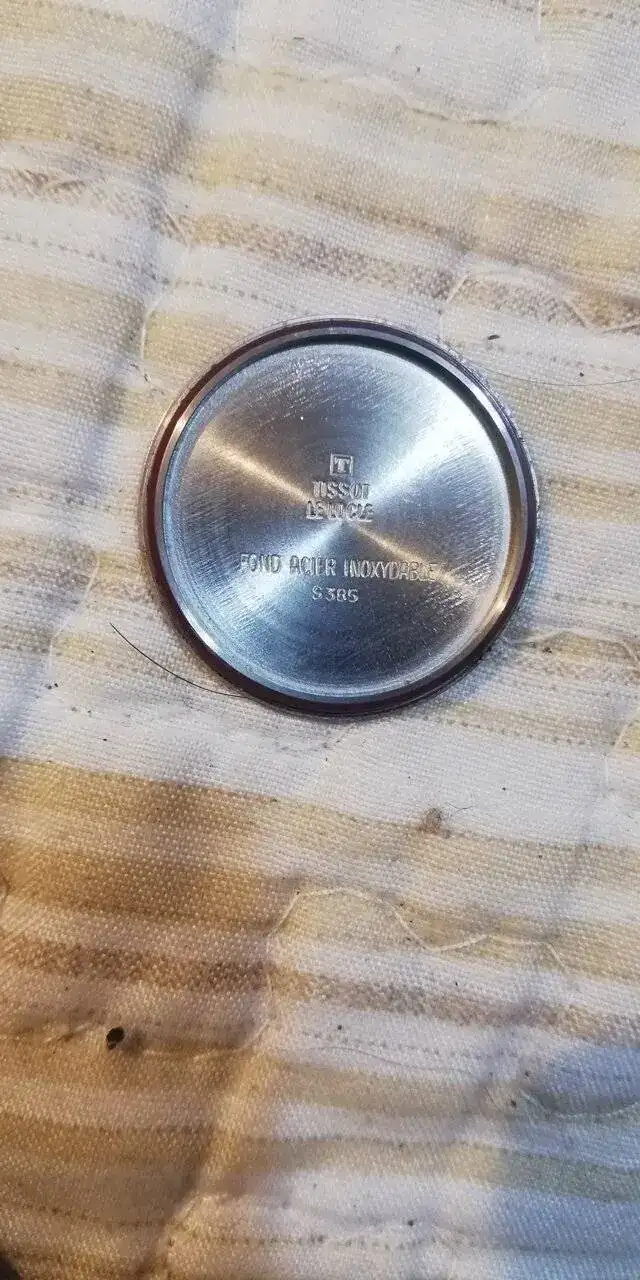 T
TISSOT
LE LOCLE
FOND ACIER INOXYDABLE
S385